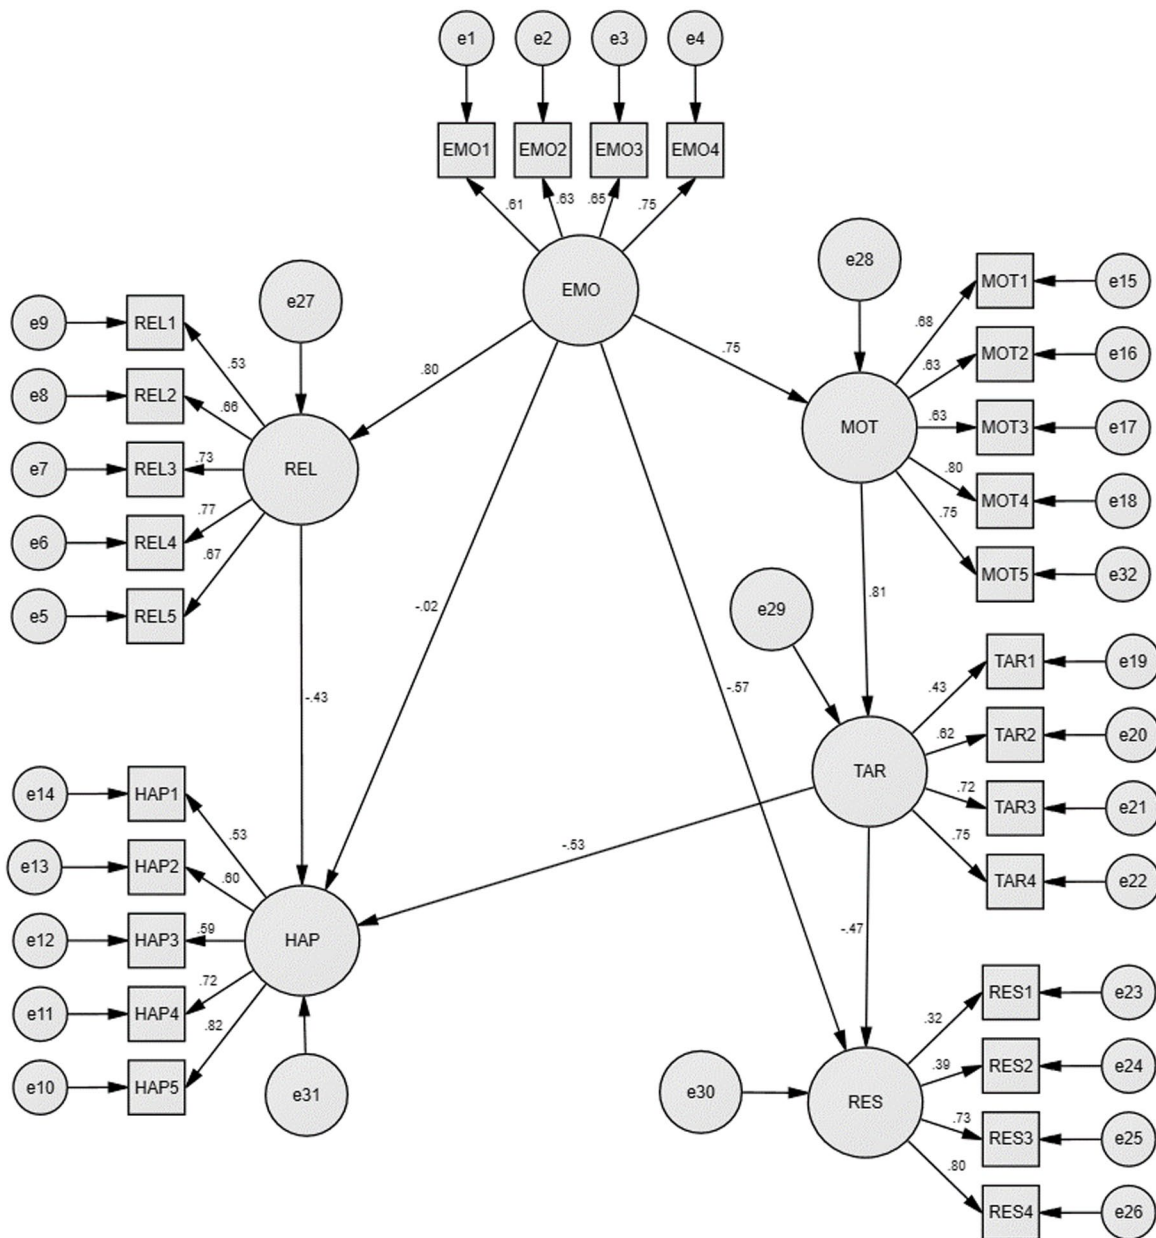 e1 e2 e3 e4
EMO1 EMO2 EMO3 EMO4
.61 .63 .65 .75
EMO
e28
MOT1 e15
e27
e9 REL1
.68
MOT2 e16
.53
.80
.75
.63
e8 REL2
.66
MOT
.63
MOT3 e17
e7 REL3
.73
REL
.80
MOT4 e18
e6 REL4
.77
.75
.67
MOT5 e32
e5 REL5
-.02
.81
e29
TAR1 e19
-.43
-.57
.43
TAR2 e20
.62
TAR
e14 HAP1
.72
TAR3 e21
.53
-.53
.75
e13 HAP2
.60
TAR4 e22
e12 HAP3
.59
HAP
-.47
e11 HAP4
.72
RES1 e23
.82
.32
e10 HAP5
e31
e30
RES
.39
RES2 e24
.73
RES3 e25
.80
RES4 e26